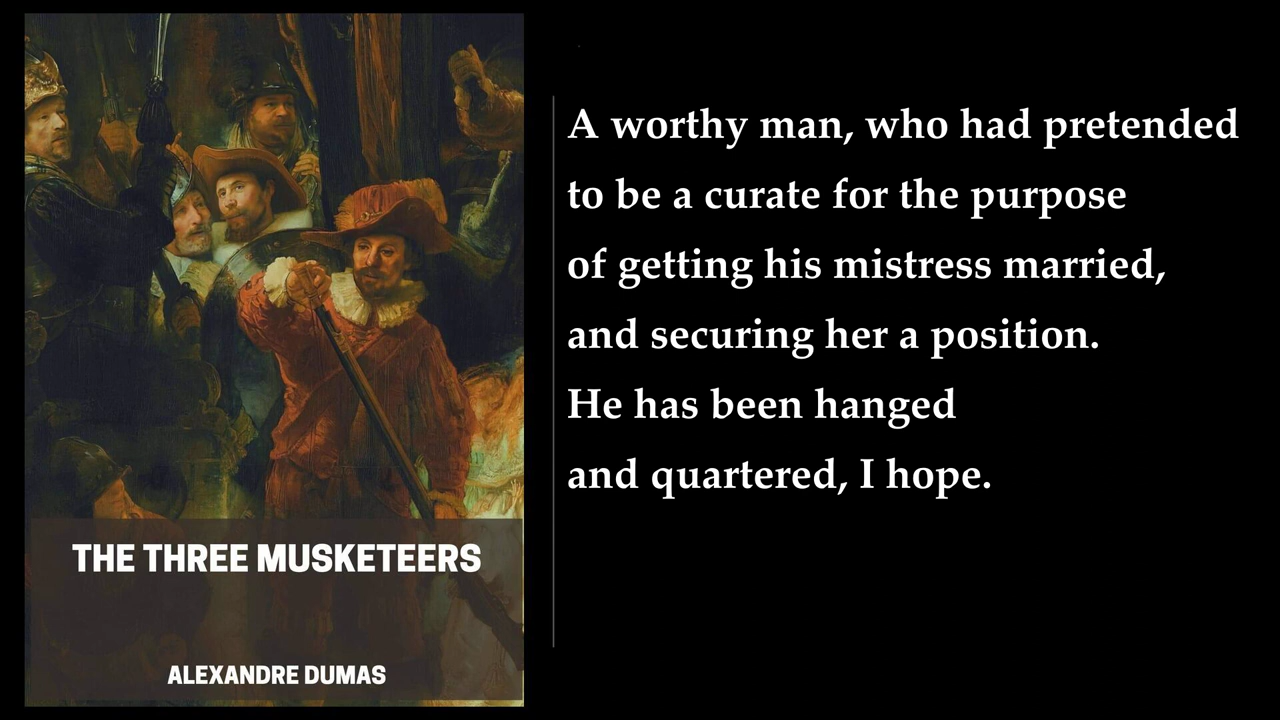 THE THREE MUSKETEERS
ALEXANDRE DUMAS
A worthy man, who had pretended
to be a curate for the purpose
of getting his mistress married,
and securing her a position.
He has been hanged
and quartered, I hope.